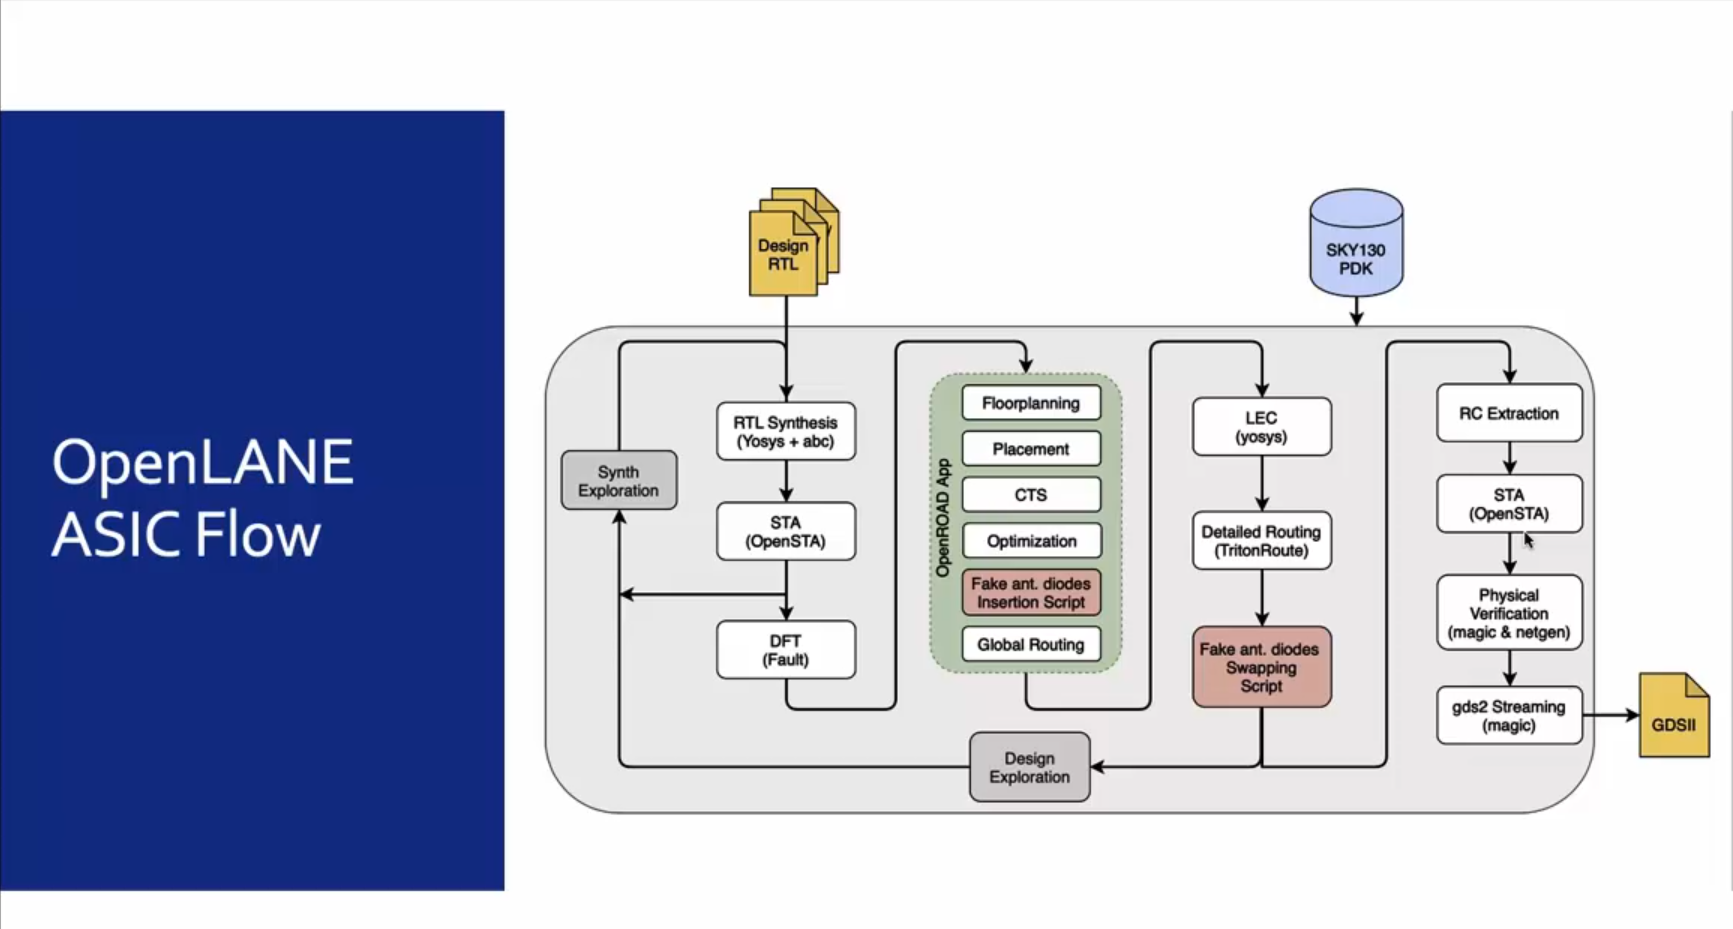 OpenLANE
ASIC Flow
Design
RTL
SKY130
PDK
Synth
Exploration
RTL Synthesis
(Yosys + abc)
STA
(OpenSTA)
DFT
(Fault)
OpenROAD App
Floorplanning
Placement
CTS
Optimization
Fake ant. diodes
Insertion Script
Global Routing
LEC
(yosys)
Detailed Routing
(TritonRoute)
Fake ant. diodes
Swapping
Script
Design
Exploration
RC Extraction
STA
(OpenSTA)
Physical
Verification
(magic & netgen)
gds2 Streaming
(magic)
GDSII